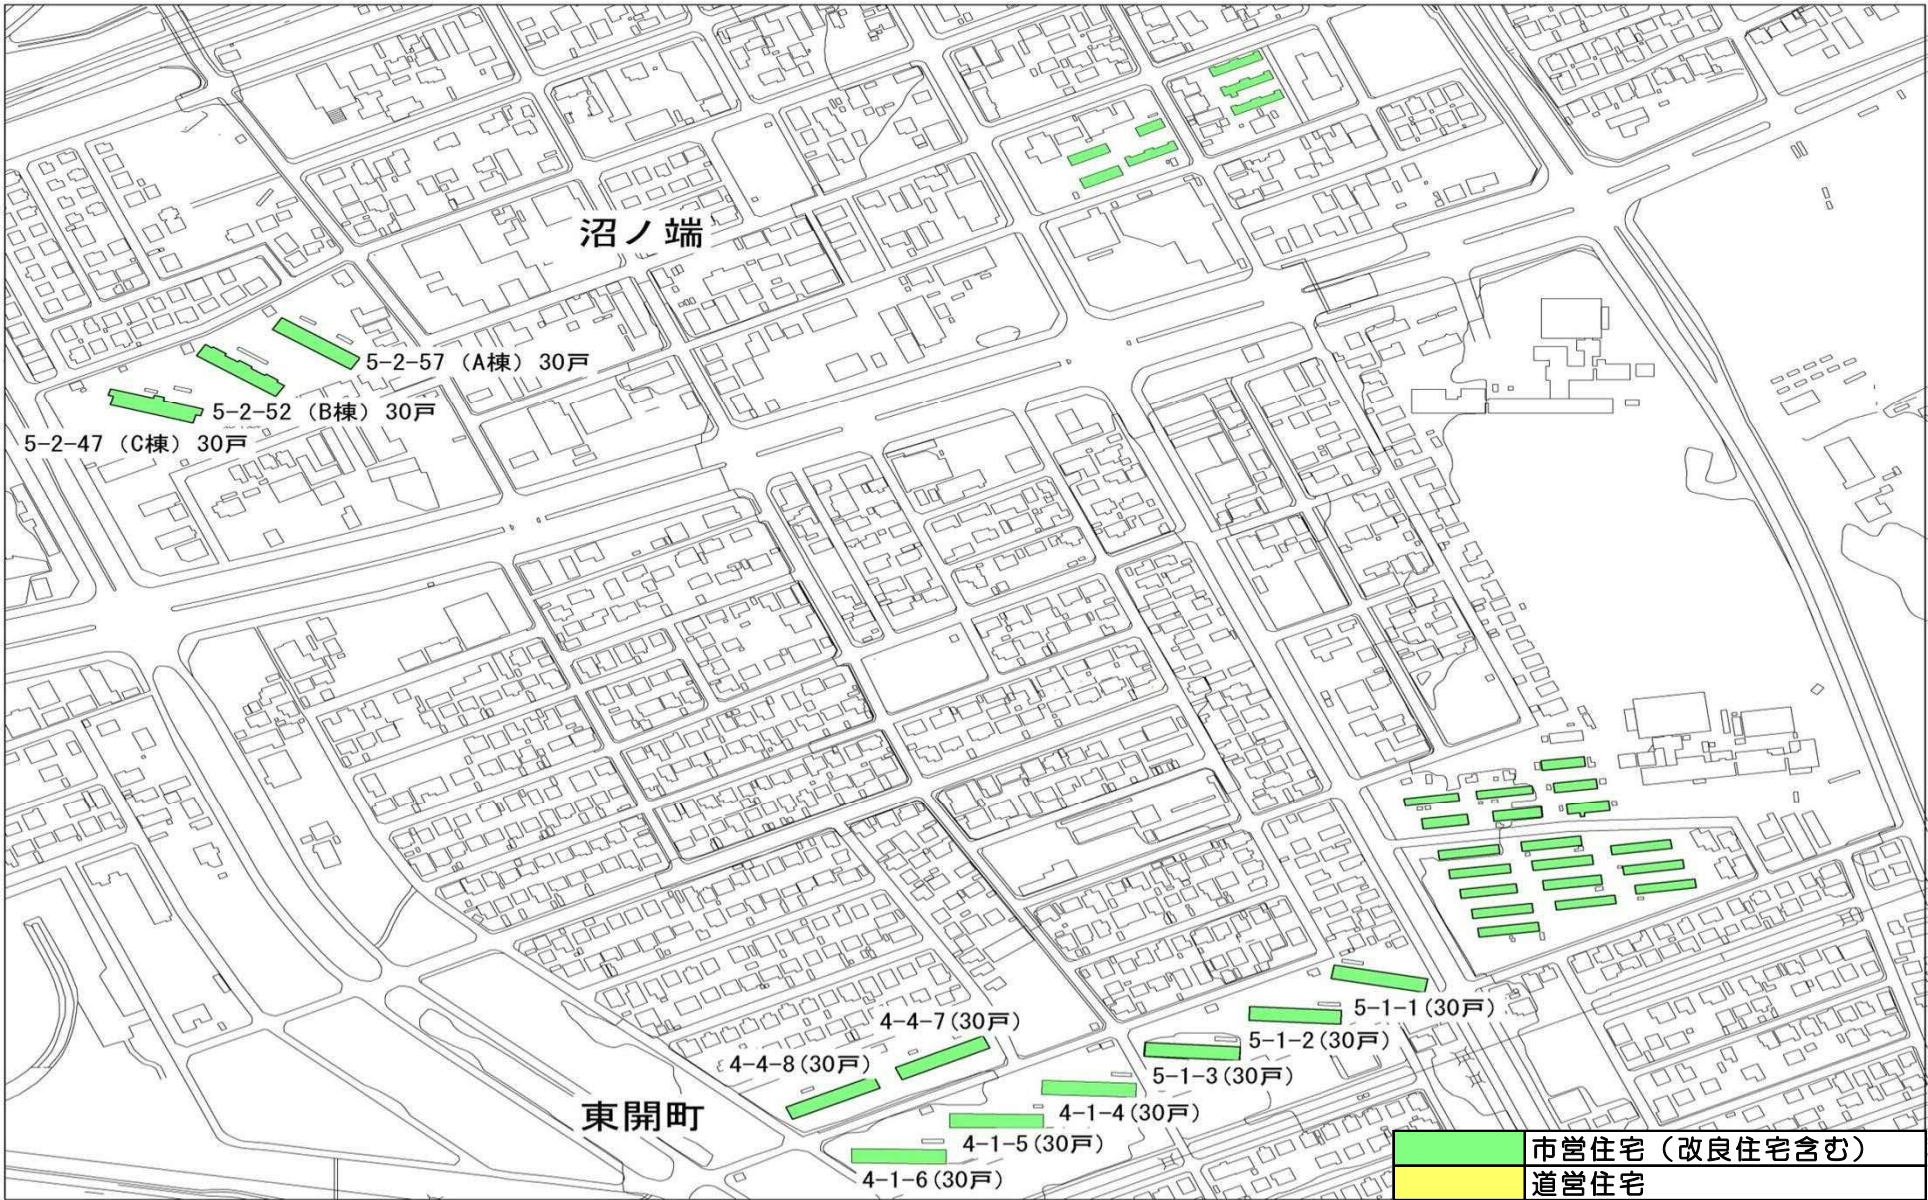 沼ノ端
5-2-57（A棟）30戸
5-2-52（B棟）30戸
5-2-47（C棟）30戸
5-1-1(30戸)
4-4-7(30戸)
5-1-2(30戸)
4-4-8(30戸)
5-1-3(30戸)
東開町
4-1-4(30戸)
4-1-5(30戸)
4-1-6(30戸)
市営住宅（改良住宅含む）
道営住宅